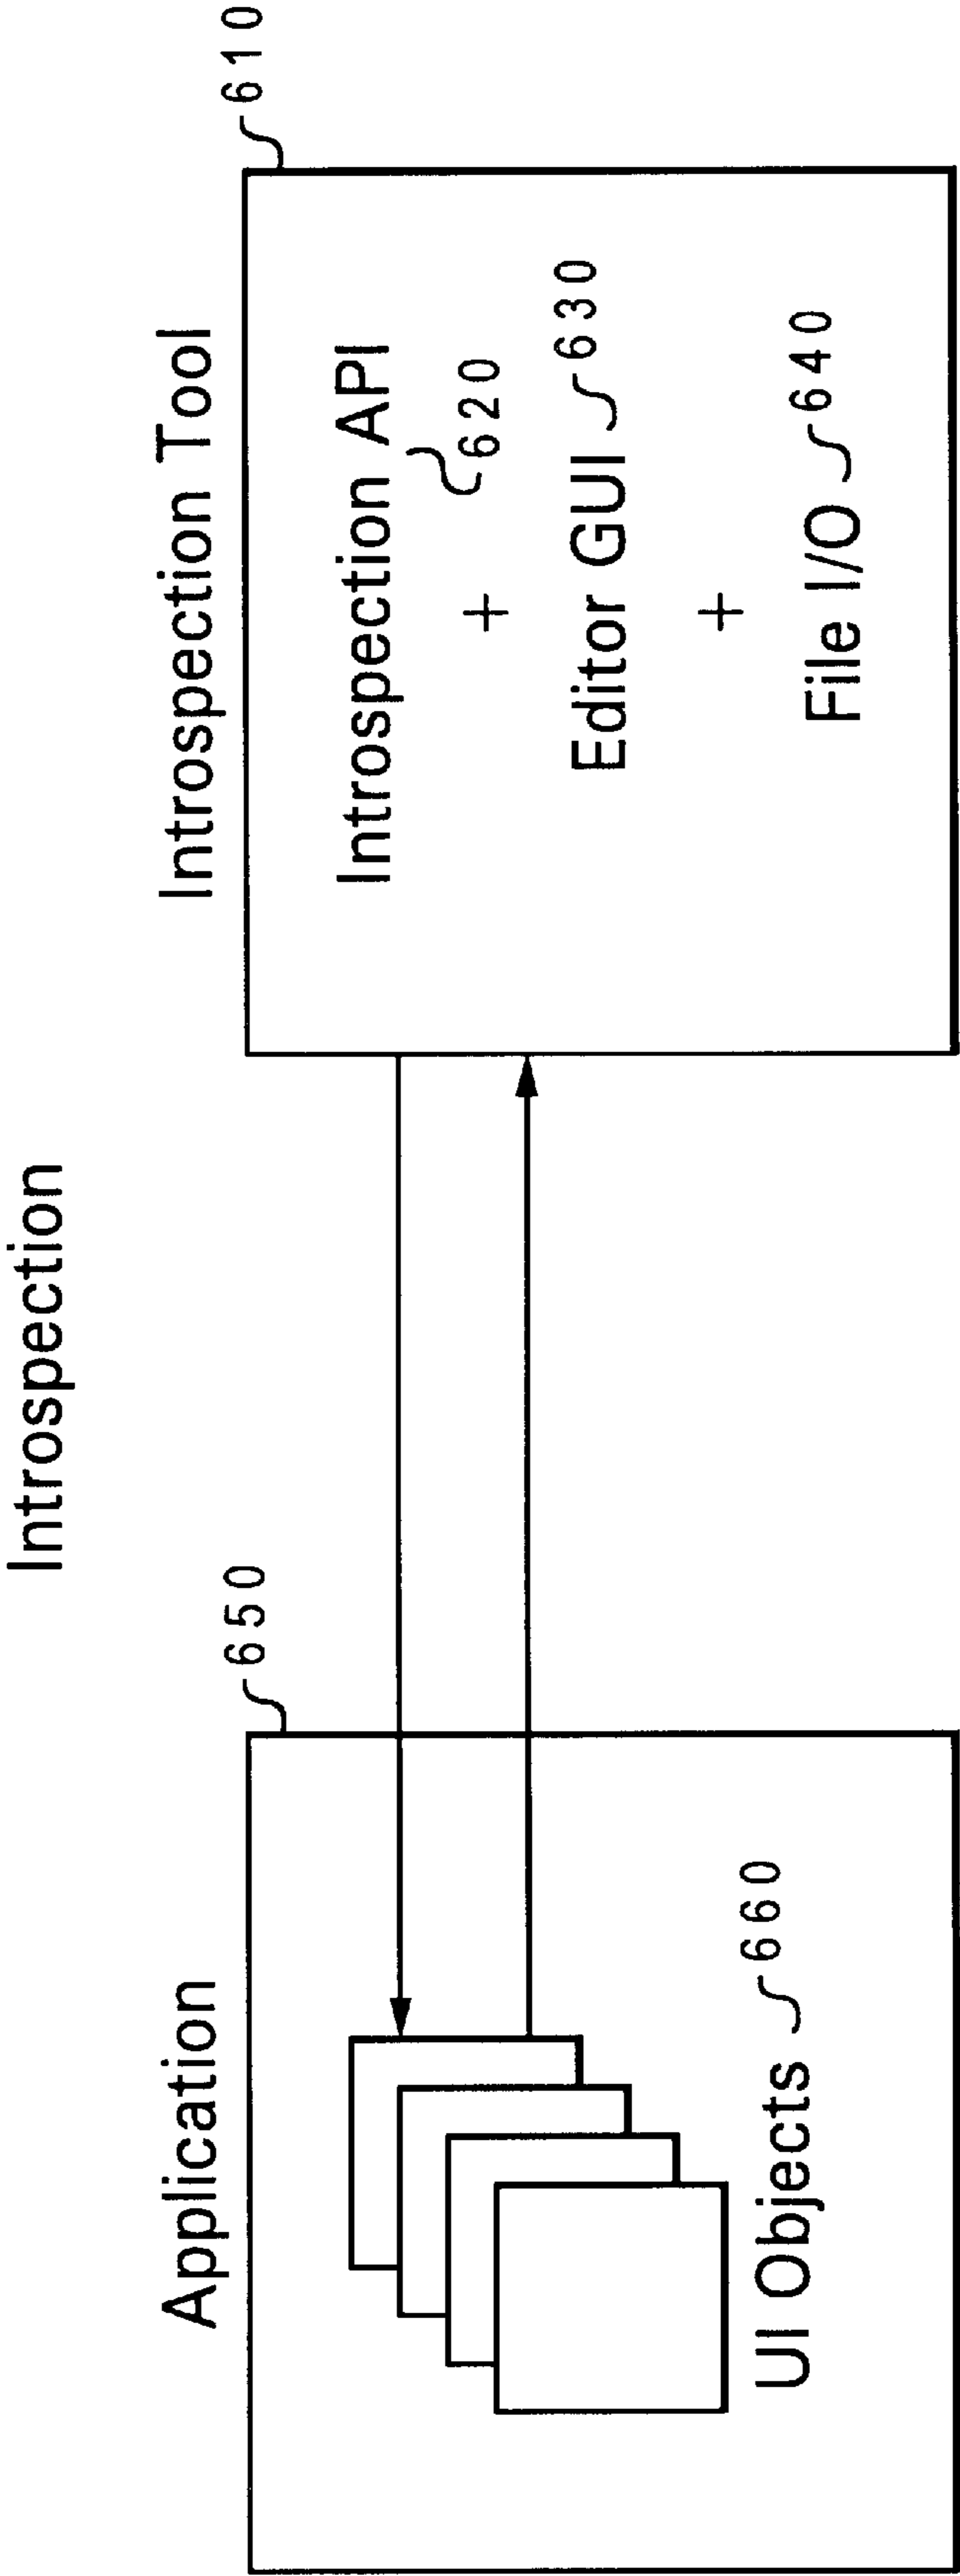 Introspection
Application
650
UI Objects 660
Introspection Tool
610
Introspection API
620
+
Editor GUI 630
+
File I/O 640